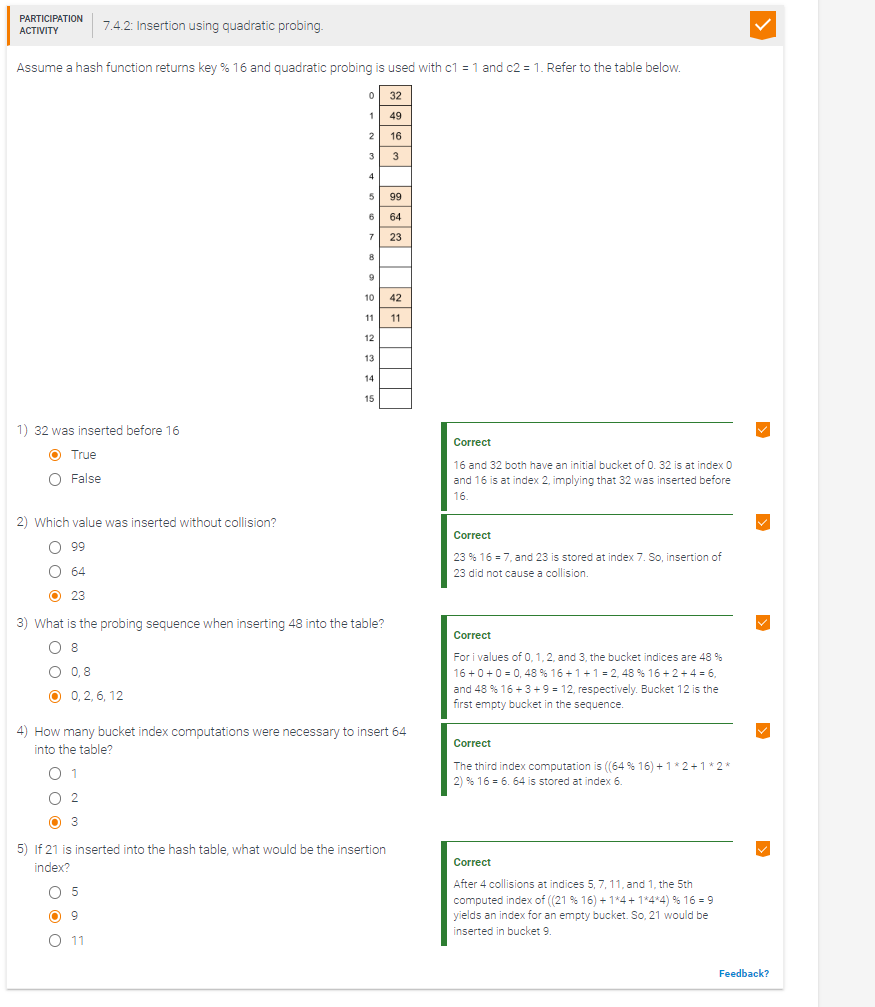 PARTICIPATION
ACTIVITY
7.4.2: Insertion using quadratic probing.
Assume a hash function returns key % 16 and quadratic probing is used with c1 = 1 and c2 = 1. Refer to the table below.
0 32
1 49
2 16
3 3
4
5 99
6 64
7 23
8
9
10 42
11 11
12
13
14
15
1) 32 was inserted before 16
True
False
Correct
16 and 32 both have an initial bucket of 0. 32 is at index 0
and 16 is at index 2, implying that 32 was inserted before
16.
2) Which value was inserted without collision?
99
64
23
Correct
23 % 16 = 7, and 23 is stored at index 7. So, insertion of
23 did not cause a collision.
3) What is the probing sequence when inserting 48 into the table?
8
0, 8
0, 2, 6, 12
Correct
For i values of 0, 1, 2, and 3, the bucket indices are 48 %
16 + 0 + 0 = 0, 48 % 16 + 1 + 1 = 2, 48 % 16 + 2 + 4 = 6,
and 48 % 16 + 3 + 9 = 12, respectively. Bucket 12 is the
first empty bucket in the sequence.
4) How many bucket index computations were necessary to insert 64
into the table?
1
2
3
Correct
The third index computation is ((64 % 16) + 1 * 2 + 1 * 2 *
2) % 16 = 6. 64 is stored at index 6.
5) If 21 is inserted into the hash table, what would be the insertion
index?
5
9
11
Correct
After 4 collisions at indices 5, 7, 11, and 1, the 5th
computed index of ((21 % 16) + 1*4 + 1*4*4) % 16 = 9
yields an index for an empty bucket. So, 21 would be
inserted in bucket 9.
Feedback?